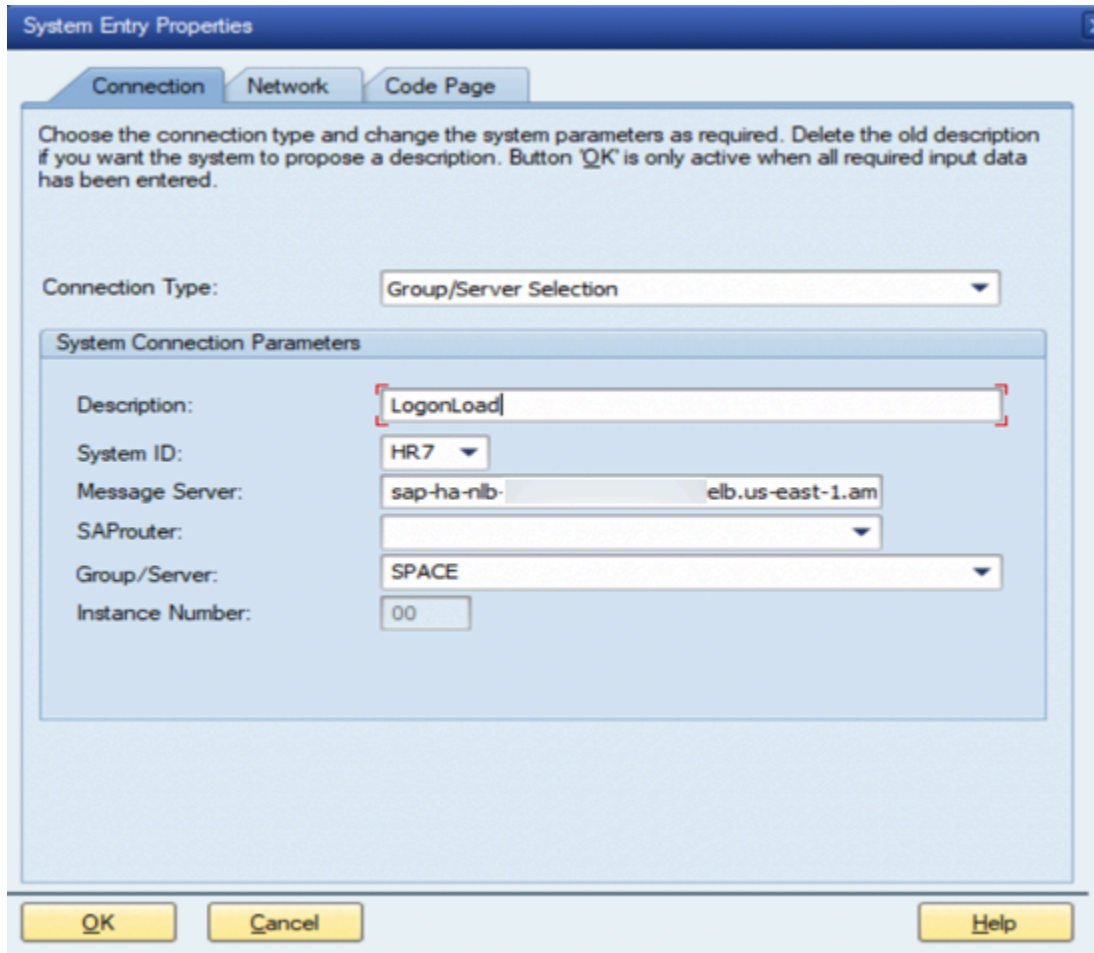 System Entry Properties
Connection
Network
Code Page
Choose the connection type and change the system parameters as required. Delete the old description
if you want the system to propose a description. Button 'OK' is only active when all required input data
has been entered.
Connection Type:
Group/Server Selection
System Connection Parameters
Description:
LogonLoad
System ID:
HR7
Message Server:
sap-ha-nlb- elb.us-east-1.am
SAProuter:
Group/Server:
SPACE
Instance Number:
00
OK
Cancel
Help